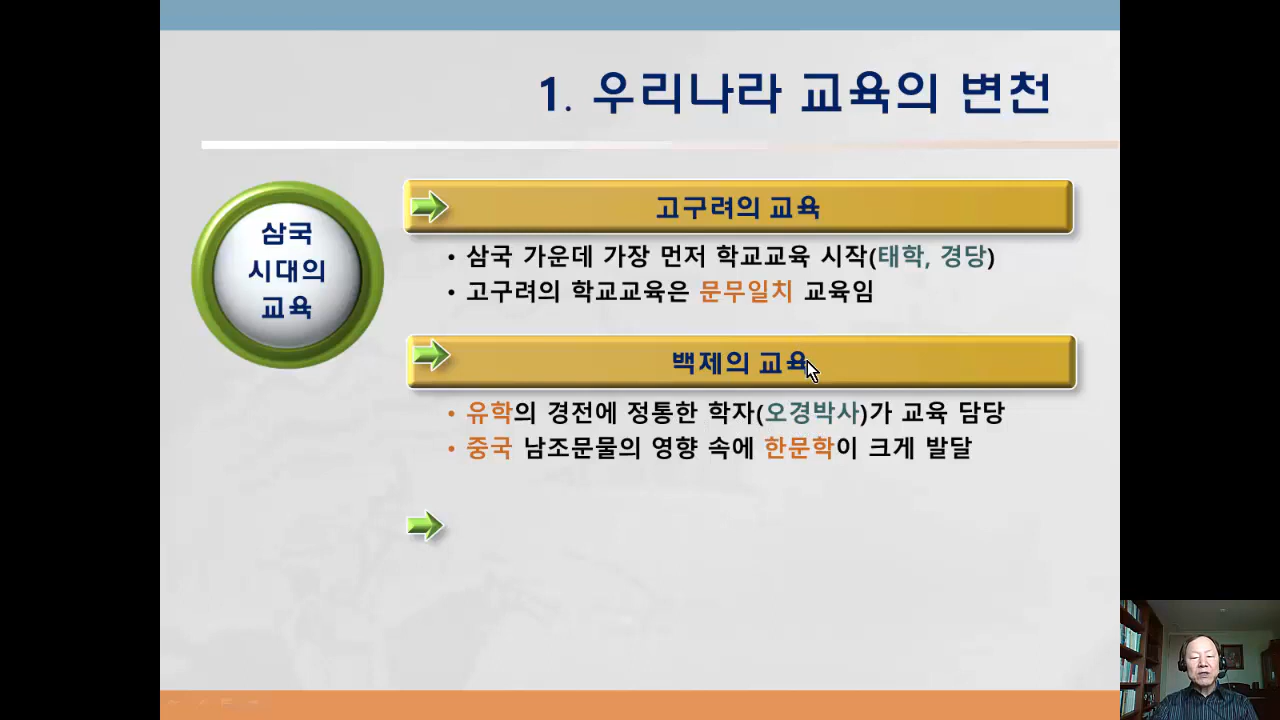 1. 우리나라 교육의 변천
삼국
시대의
교육
고구려의 교육
• 삼국 가운데 가장 먼저 학교교육 시작(태학, 경당)
• 고구려의 학교교육은 문무일치 교육임
백제의 교육
• 유학의 경전에 정통한 학자(오경박사)가 교육 담당
• 중국 남조문물의 영향 속에 한문학이 크게 발달